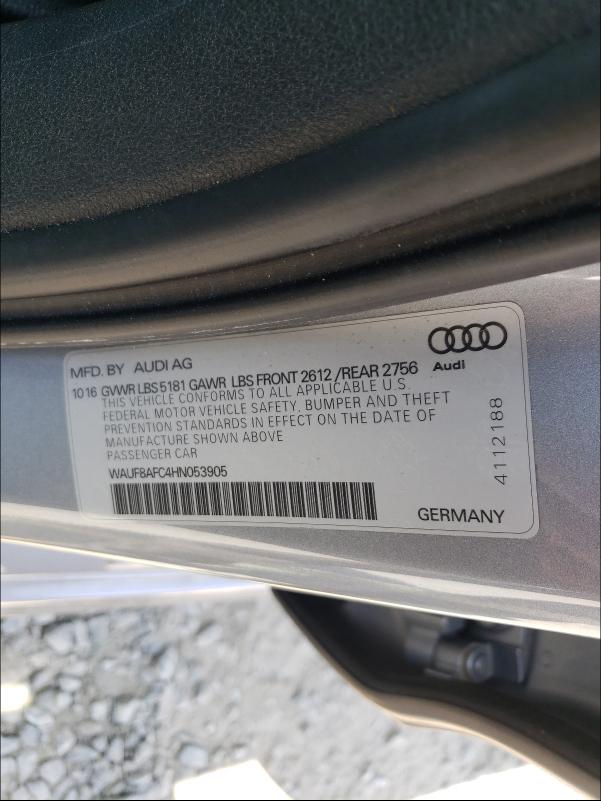 MFD. BY AUDI AG
10 16 GVWR LBS 5181 GAWR LBS FRONT 2612 /REAR 2756
THIS VEHICLE CONFORMS TO ALL APPLICABLE U.S.
FEDERAL MOTOR VEHICLE SAFETY, BUMPER AND THEFT
PREVENTION STANDARDS IN EFFECT ON THE DATE OF
MANUFACTURE SHOWN ABOVE
PASSENGER CAR
WAUF8AFC4HN053905
Audi
4112188
GERMANY